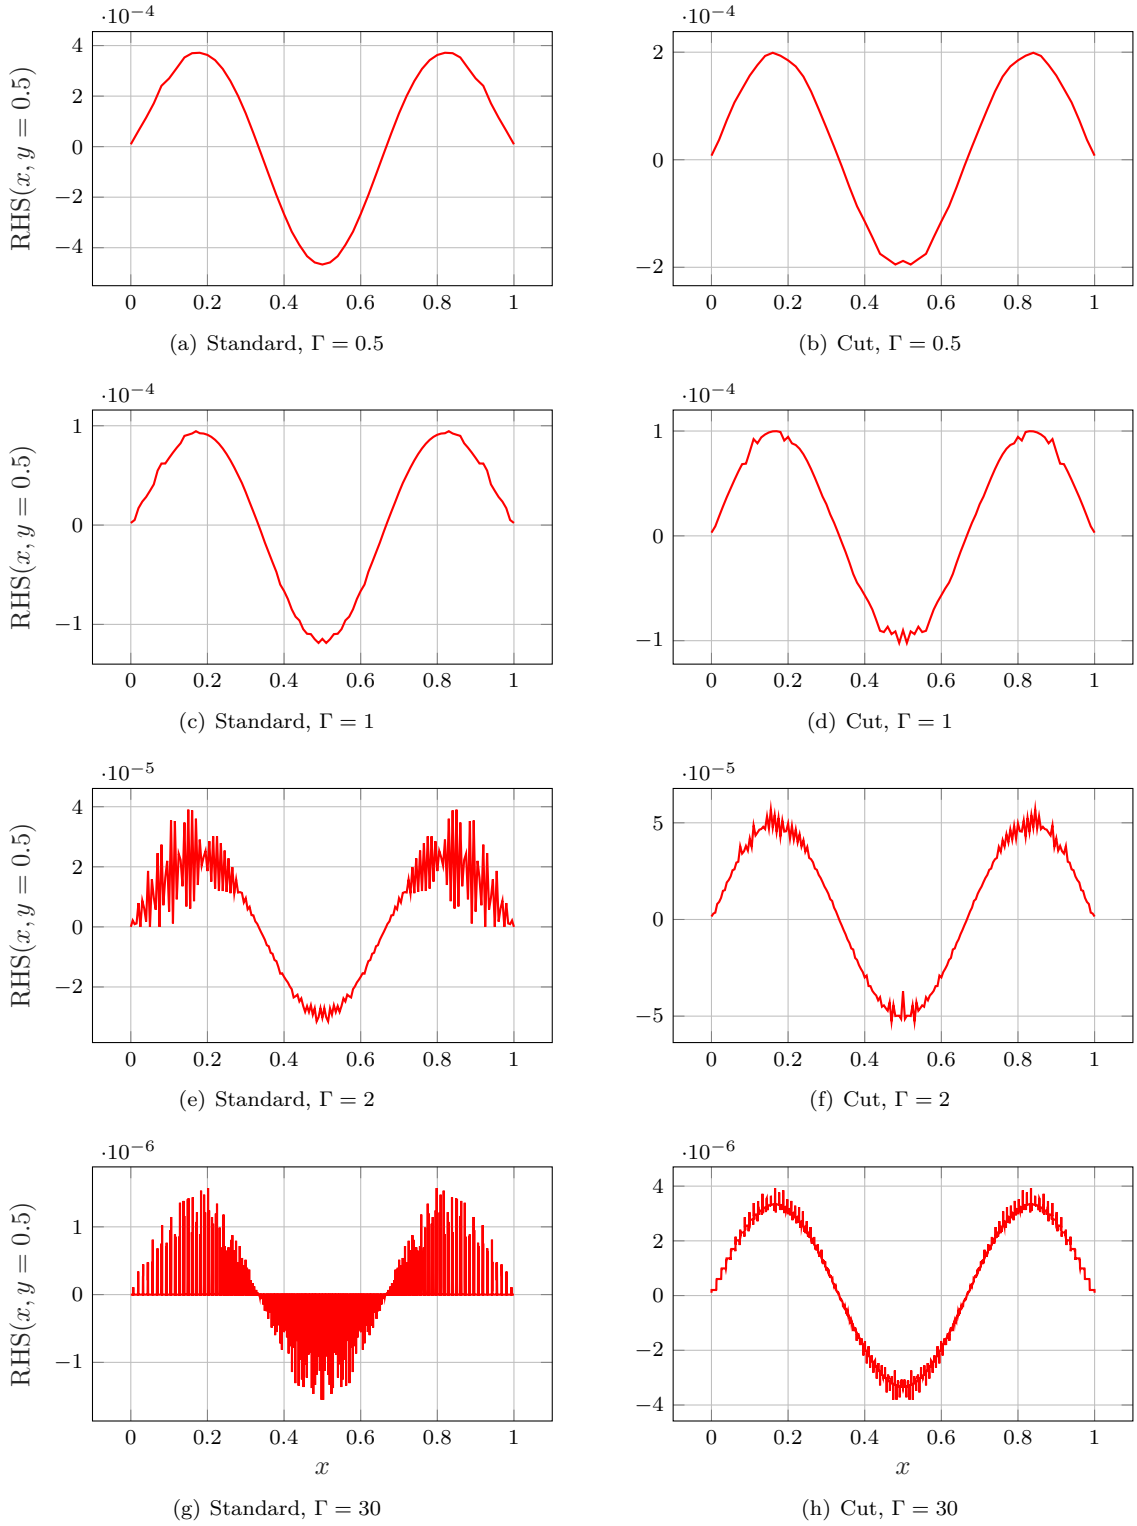 ·10−4
RHS(x, y = 0.5)
4
2
0
−2
−4
0 0.2 0.4 0.6 0.8 1
(a) Standard, Γ = 0.5
·10−4
2
0
−2
0 0.2 0.4 0.6 0.8 1
(b) Cut, Γ = 0.5
·10−4
RHS(x, y = 0.5)
1
0
−1
0 0.2 0.4 0.6 0.8 1
(c) Standard, Γ = 1
·10−4
1
0
−1
0 0.2 0.4 0.6 0.8 1
(d) Cut, Γ = 1
·10−5
RHS(x, y = 0.5)
4
2
0
−2
0 0.2 0.4 0.6 0.8 1
(e) Standard, Γ = 2
·10−5
5
0
−5
0 0.2 0.4 0.6 0.8 1
(f) Cut, Γ = 2
·10−6
RHS(x, y = 0.5)
1
0
−1
0 0.2 0.4 0.6 0.8 1
x
(g) Standard, Γ = 30
·10−6
4
2
0
−2
−4
0 0.2 0.4 0.6 0.8 1
x
(h) Cut, Γ = 30